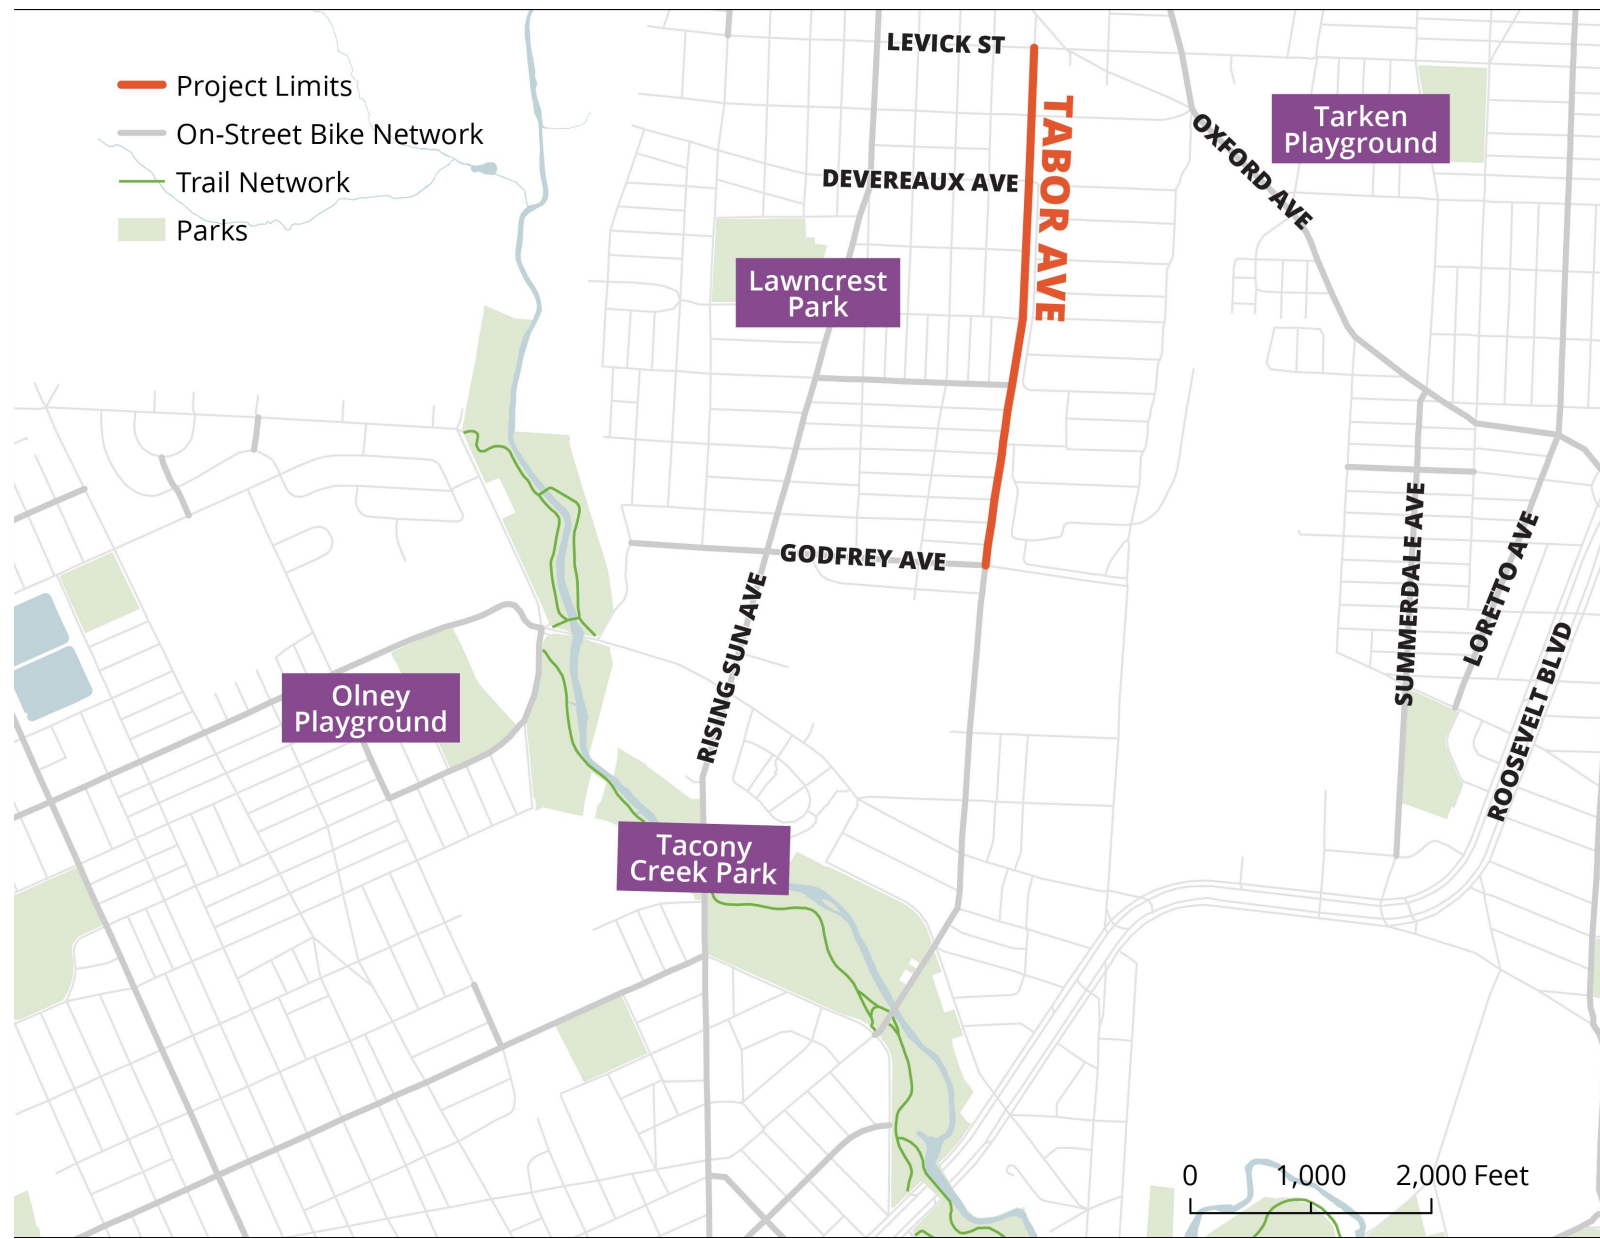 LEVICK ST
Project Limits
On-Street Bike Network
Trail Network
Parks
TABOR AVE
Tarken
Playground
OXFORD AVE
DEVEREAUX AVE
Lawncrest
Park
GODFREY AVE
RISING SUN AVE
SUMMERDALE AVE
LORETTO AVE
ROOSEVELT BLVD
Olney
Playground
Tacony
Creek Park
0 1,000 2,000 Feet